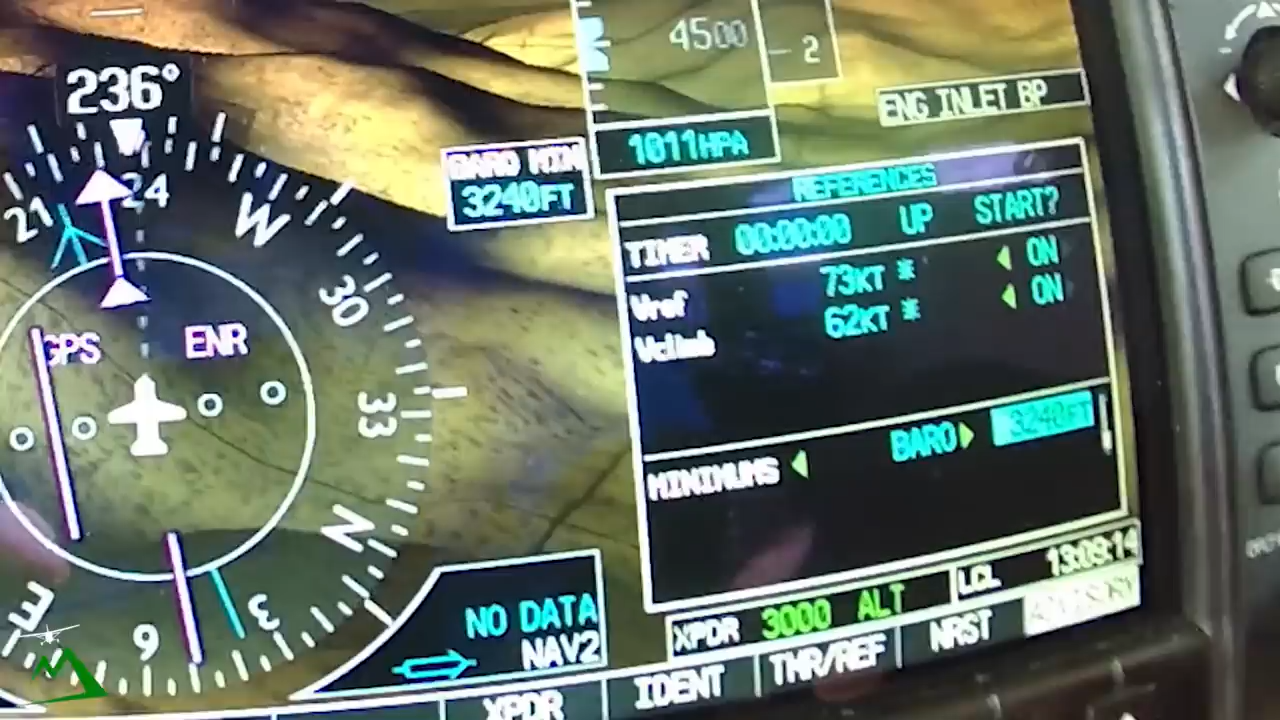 236°
4500
- 2
ENG INLET BP
1011HPA
BARO MIN
3240FT
REFERENCES
TIMER 00:00:00 UP START?
Vref 73KT * ON
Vclimb 62KT * ON
MINIMUMS BARO 3240FT
21
24
W
30
33
N
3
6
E
GPS ENR
NO DATA
NAV2
XPDR 3000 ALT
LCL 13:09:14
XPDR IDENT THR/REF NRST ADVISORY